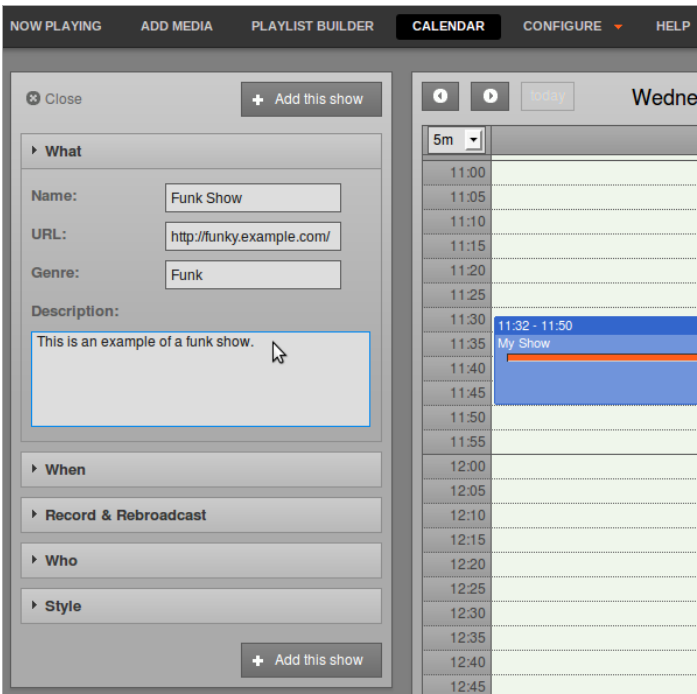 NOW PLAYING ADD MEDIA PLAYLIST BUILDER CALENDAR CONFIGURE HELP
Close
+ Add this show
What
Name: Funk Show
URL: http://funky.example.com/
Genre: Funk
Description:
This is an example of a funk show.
When
Record & Rebroadcast
Who
Style
+ Add this show
today
Wedne
5m
11:00
11:05
11:10
11:15
11:20
11:25
11:30
11:32 - 11:50
11:35
My Show
11:40
11:45
11:50
11:55
12:00
12:05
12:10
12:15
12:20
12:25
12:30
12:35
12:40
12:45